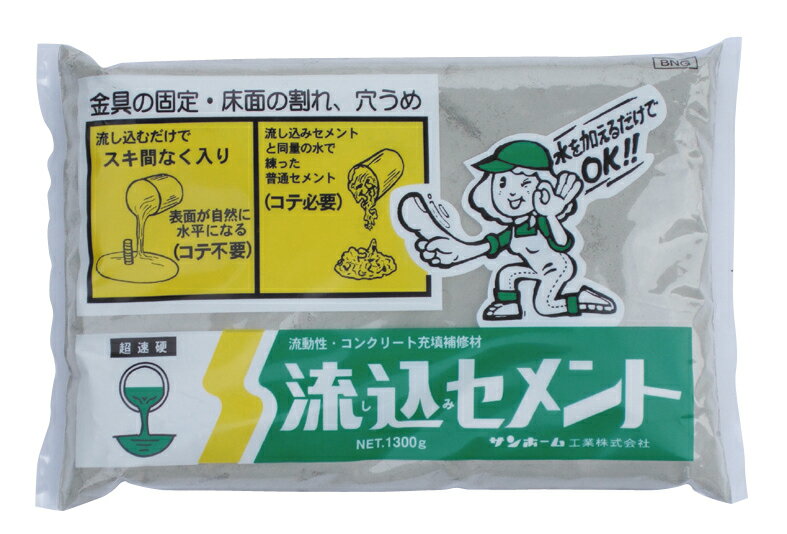 BNG
金具の固定・床面の割れ、穴うめ
流し込むだけで
スキ間なく入り
表面が自然に
水平になる
(コテ不要)
流し込みセメント
と同量の水で
練った
普通セメント
(コテ必要)
水を加えるだけで
OK!!
超速硬
流動性・コンクリート充填補修材
流し込みセメント
NET.1300g
サンホーム工業株式会社